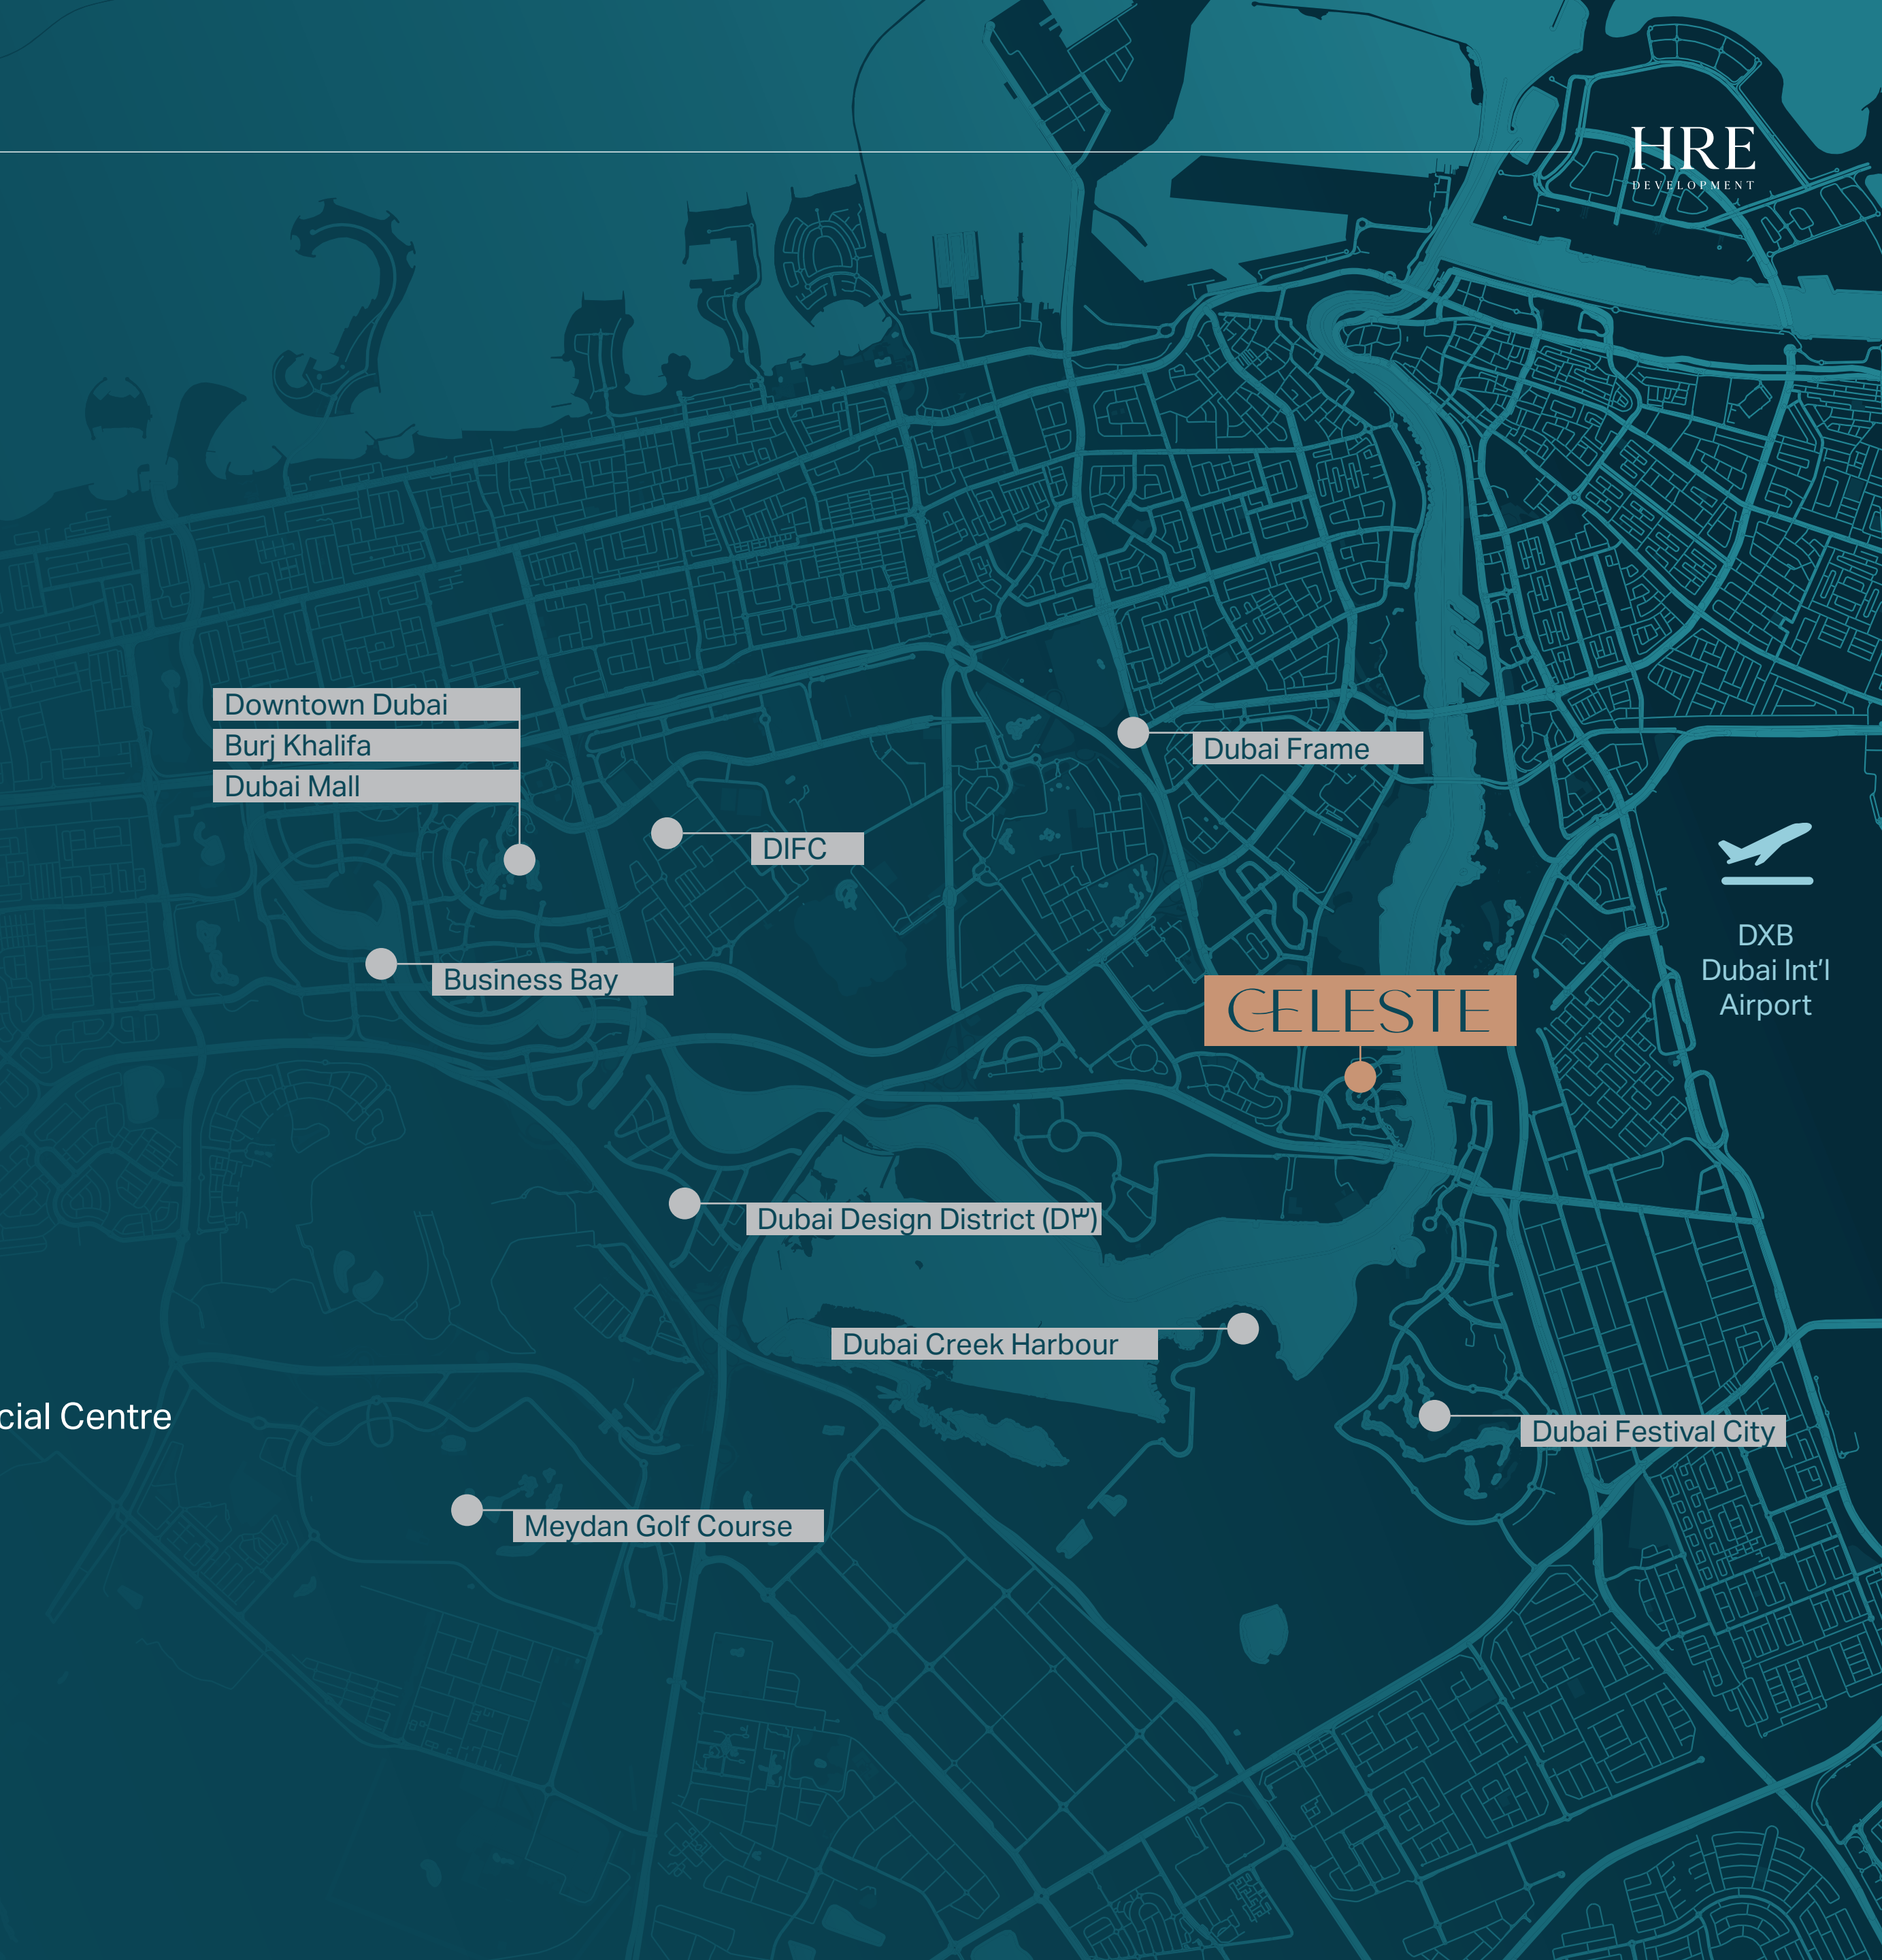 HRE
DEVELOPMENT
Downtown Dubai
Burj Khalifa
Dubai Mall
Dubai Frame
DIFC
DXB
Dubai Int'l
Airport
Business Bay
CELESTE
Dubai Design District (D٣)
Dubai Creek Harbour
cial Centre
Dubai Festival City
Meydan Golf Course